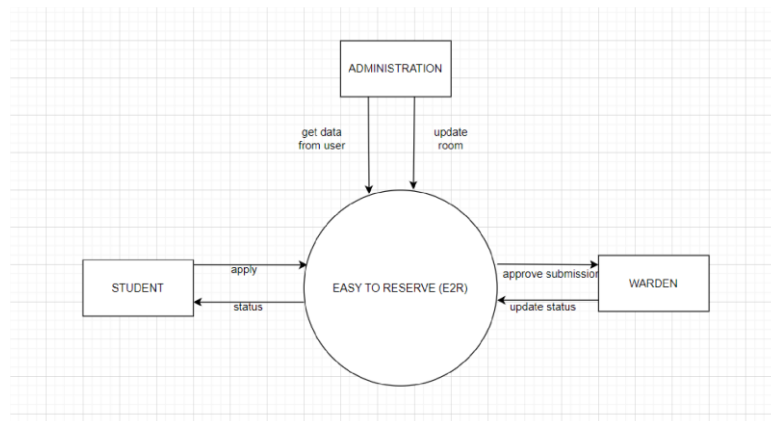 ADMINISTRATION
get data
from user
update
room
apply
STUDENT
status
EASY TO RESERVE (E2R)
approve submission
WARDEN
update status